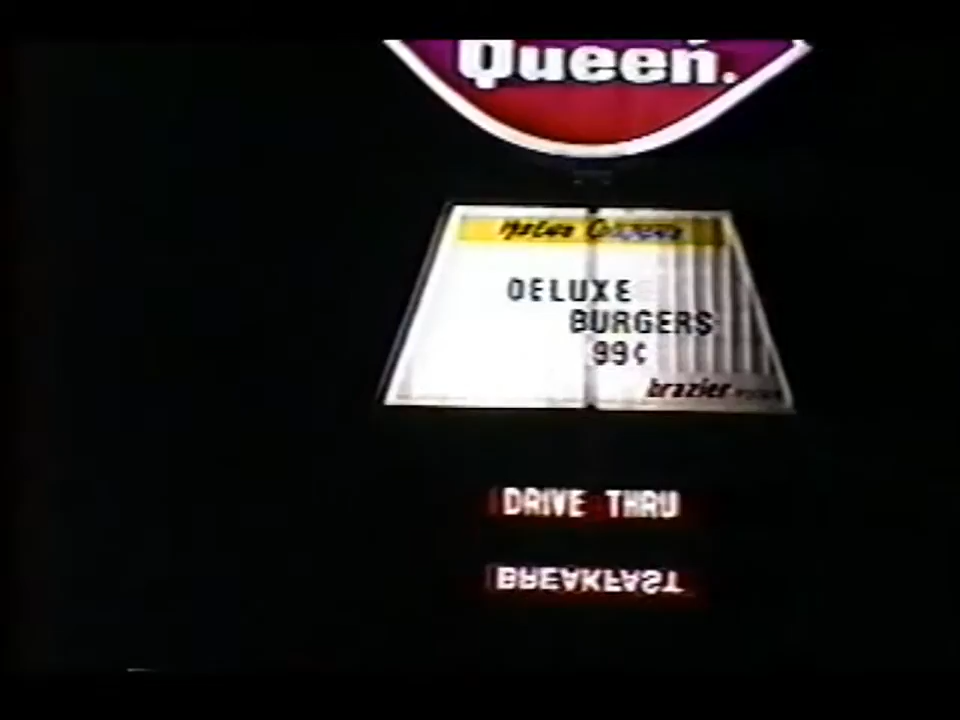 Queen.
DELUXE
BURGERS
99¢
brazier
DRIVE THRU
BREAKFAST